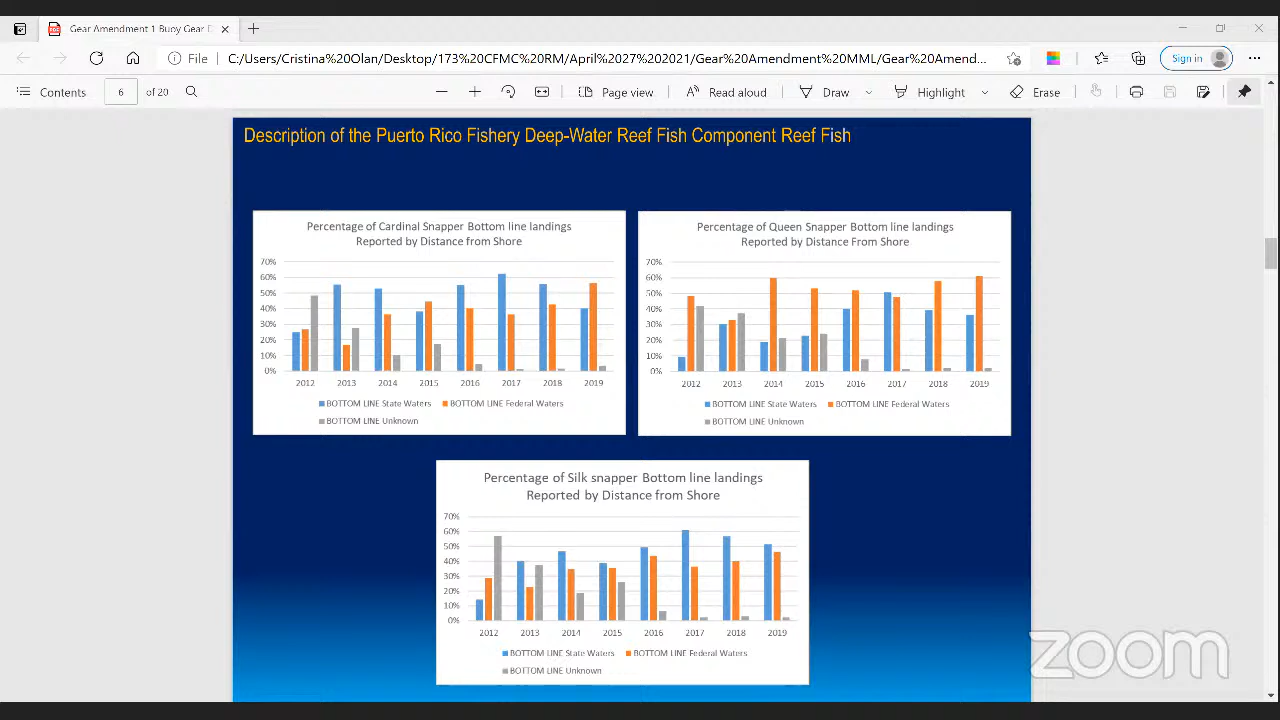 Gear Amendment 1 Buoy Gear D
File
C:/Users/Cristina%20Olan/Desktop/173%20CFMC%20RM/April%2027%202021/Gear%20Amenament%20MML/Gear%20Amend...
Sign in
Contents
6 of 20
Page view
Read aloud
Draw
Highlight
Erase
Description of the Puerto Rico Fishery Deep-Water Reef Fish Component Reef Fish
Percentage of Cardinal Snapper Bottom line landings
Reported by Distance from Shore
70%
60%
50%
40%
30%
20%
10%
0%
2012 2013 2014 2015 2016 2017 2018 2019
BOTTOM LINE State Waters BOTTOM LINE Federal Waters
BOTTOM LINE Unknown
Percentage of Queen Snapper Bottom line landings
Reported by Distance From Shore
70%
60%
50%
40%
30%
20%
10%
0%
2012 2013 2014 2015 2016 2017 2018 2019
BOTTOM LINE State Waters BOTTOM LINE Federal Waters
BOTTOM LINE Unknown
Percentage of Silk snapper Bottom line landings
Reported by Distance from Shore
70%
60%
50%
40%
30%
20%
10%
0%
2012 2013 2014 2015 2016 2017 2018 2019
BOTTOM LINE State Waters BOTTOM LINE Federal Waters
BOTTOM LINE Unknown
zoom